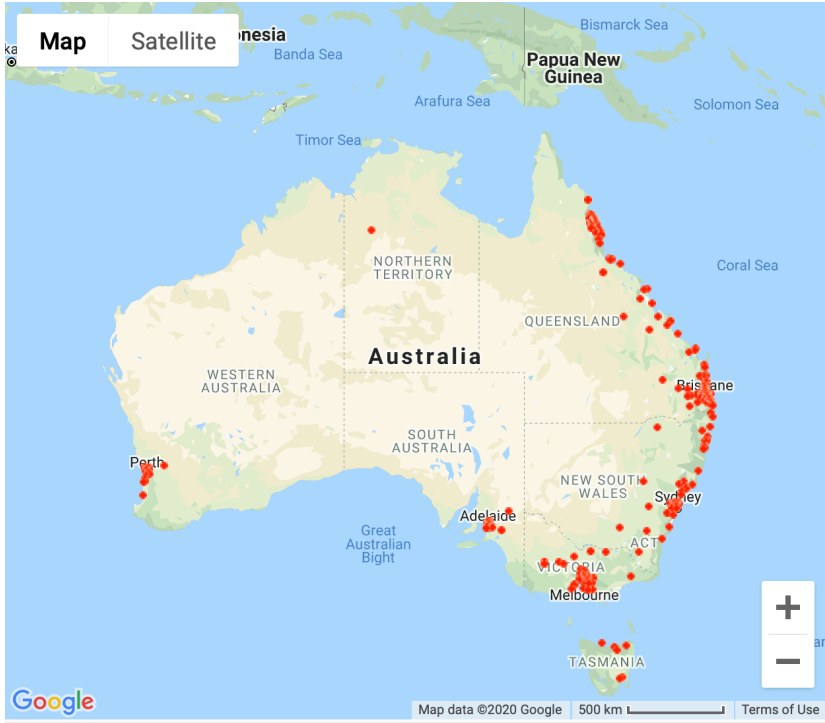 Map
Satellite
onesia
Bismarck Sea
ka
Banda Sea
Papua New
Guinea
Arafura Sea
Solomon Sea
Timor Sea
NORTHERN
TERRITORY
Coral Sea
QUEENSLAND
Australia
WESTERN
AUSTRALIA
Brisbane
SOUTH
AUSTRALIA
Perth
NEW SOUTH
WALES
Sydney
Adelaide
Great
Australian
Bight
ACT
VICTORIA
Melbourne
TASMANIA
ar
Google
Map data ©2020 Google
500 km
Terms of Use